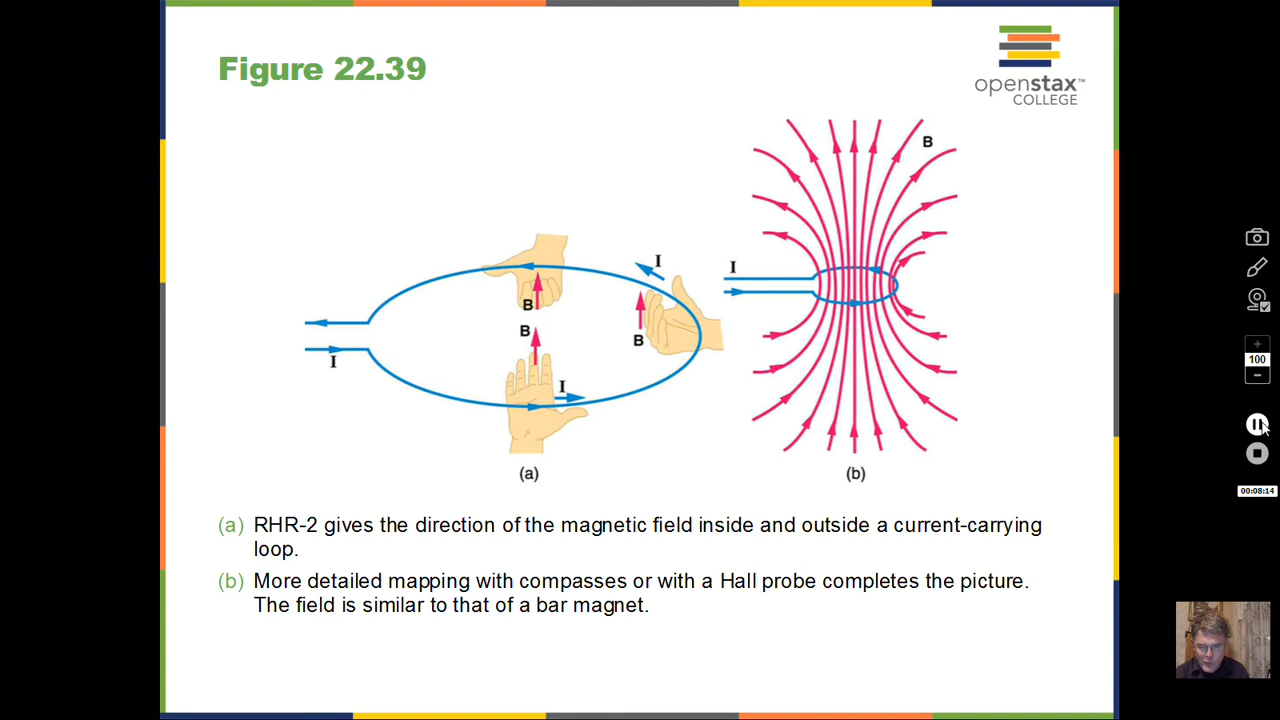 Figure 22.39
openstax™
COLLEGE
B
I
I
B
B
B
I
I
I
(a)
(b)
(a) RHR-2 gives the direction of the magnetic field inside and outside a current-carrying
loop.
(b) More detailed mapping with compasses or with a Hall probe completes the picture.
The field is similar to that of a bar magnet.
100
00:08:14